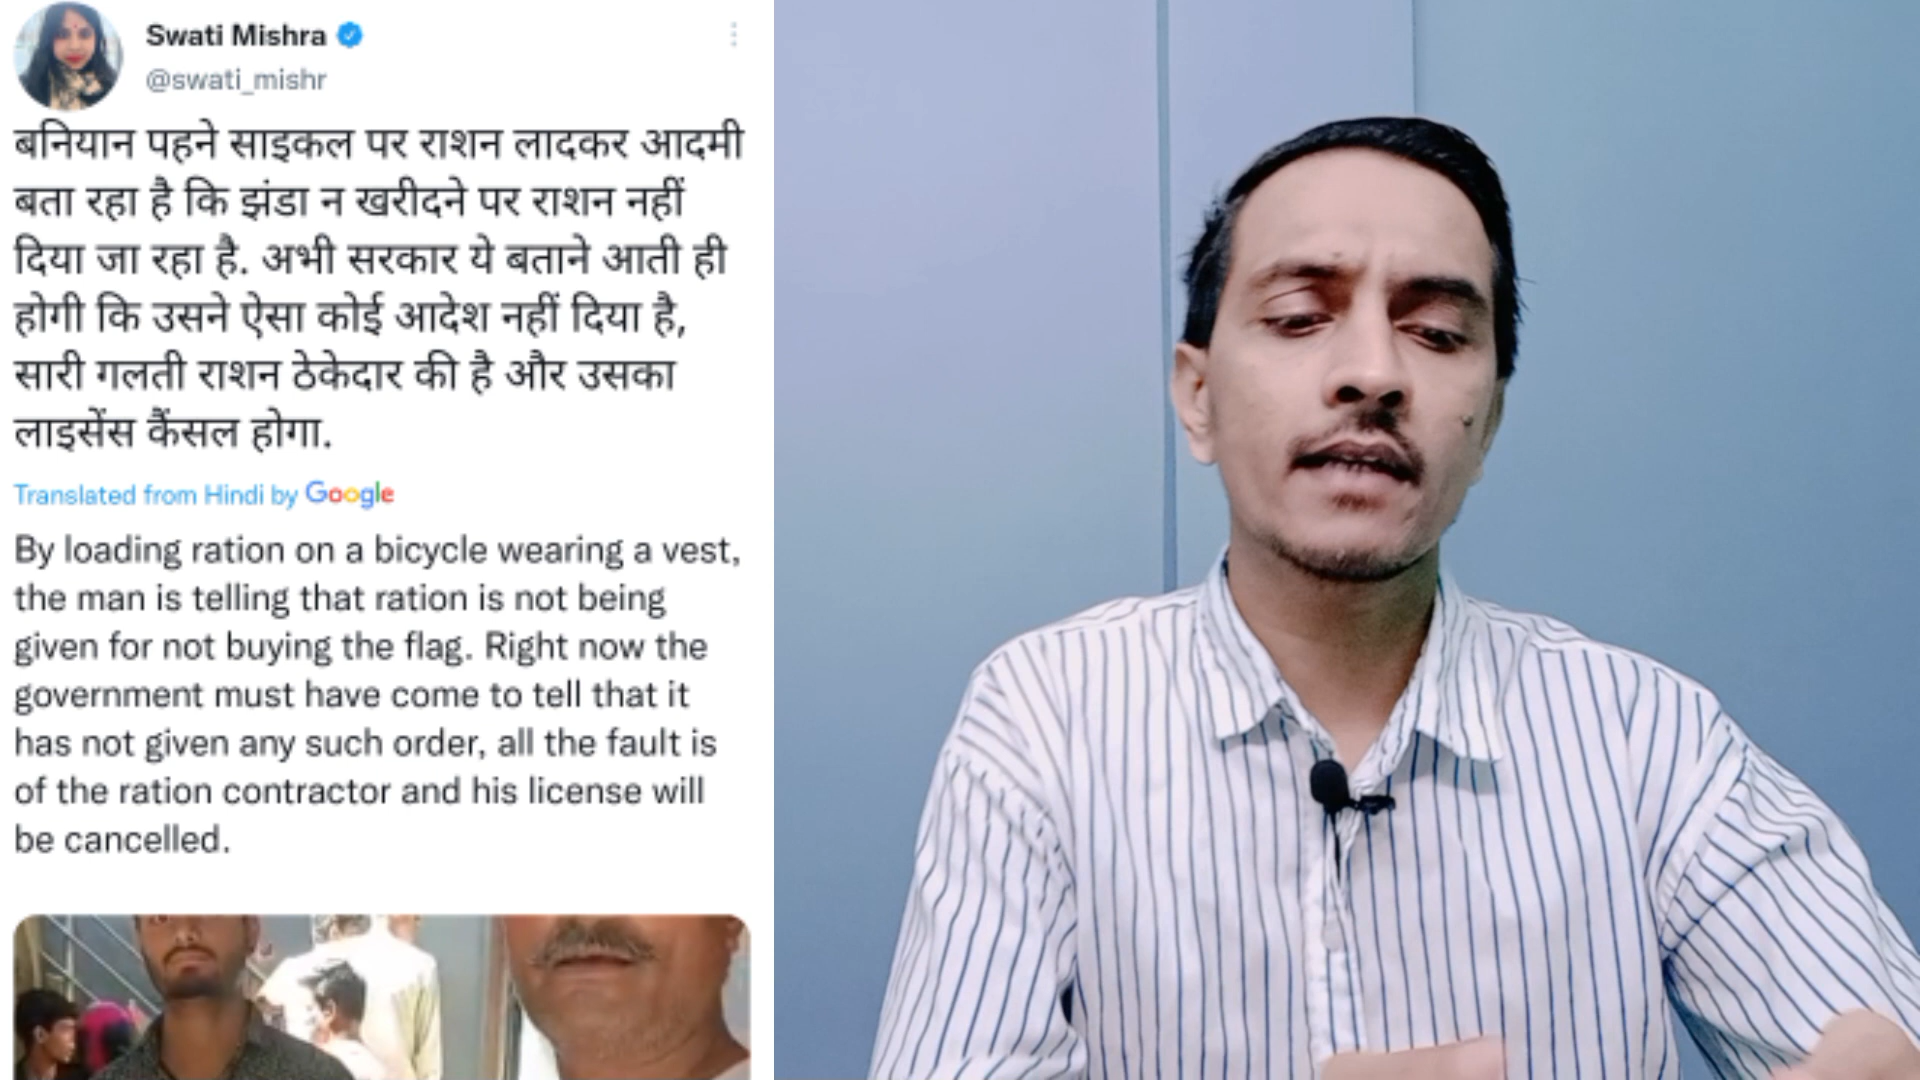 Swati Mishra
@swati_mishr
बनियान पहने साइकल पर राशन लादकर आदमी
बता रहा है कि झंडा न खरीदने पर राशन नहीं
दिया जा रहा है. अभी सरकार ये बताने आती ही
होगी कि उसने ऐसा कोई आदेश नहीं दिया है,
सारी गलती राशन ठेकेदार की है और उसका
लाइसेंस कैंसल होगा.
Translated from Hindi by Google
By loading ration on a bicycle wearing a vest,
the man is telling that ration is not being
given for not buying the flag. Right now the
government must have come to tell that it
has not given any such order, all the fault is
of the ration contractor and his license will
be cancelled.